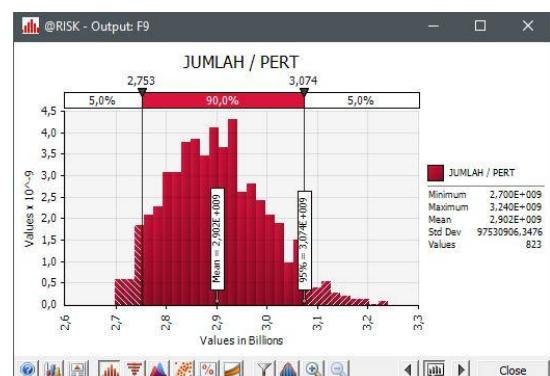 @RISK - Output: F9
JUMLAH / PERT
2,753 3,074
5,0% 90,0% 5,0%
4,5
4,0
3,5
3,0
2,5
2,0
1,5
1,0
0,5
0,0
Values x 10^-9
Mean = 2,902E+009
95% = 3,074E+009
2,6 2,7 2,8 2,9 3,0 3,1 3,2 3,3
Values in Billions
JUMLAH / PERT
Minimum 2,700E+009
Maximum 3,240E+009
Mean 2,902E+009
Std Dev 97530906,3476
Values 823
Close